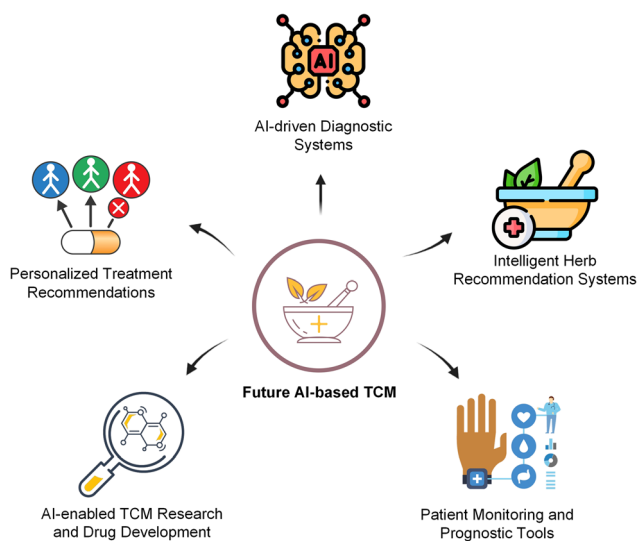 AI
AI-driven Diagnostic
Systems
Personalized Treatment
Recommendations
Intelligent Herb
Recommendation Systems
Future AI-based TCM
AI-enabled TCM Research
and Drug Development
Patient Monitoring and
Prognostic Tools